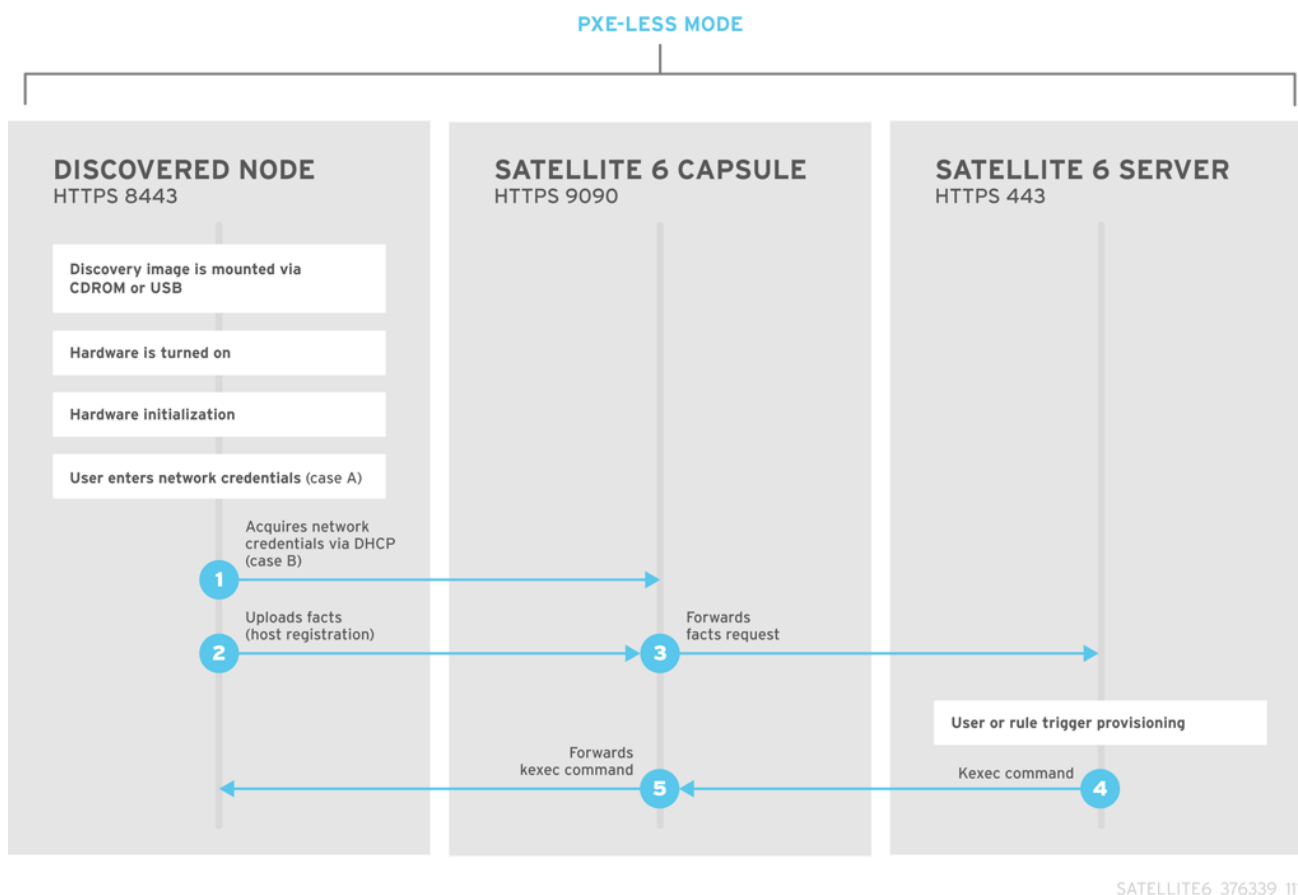 PXE-LESS MODE
DISCOVERED NODE
HTTPS 8443
Discovery image is mounted via
CDROM or USB
Hardware is turned on
Hardware initialization
User enters network credentials (case A)
Acquires network
credentials via DHCP
(case B)
1
Uploads facts
(host registration)
2
SATELLITE 6 CAPSULE
HTTPS 9090
3
Forwards
facts request
Forwards
kexec command
5
SATELLITE 6 SERVER
HTTPS 443
User or rule trigger provisioning
Kexec command
4